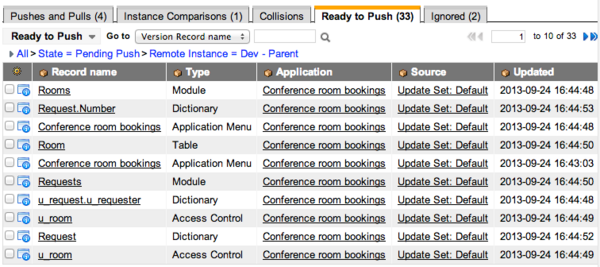 Pushes and Pulls (4) Instance Comparisons (1) Collisions Ready to Push (33) Ignored (2)
Ready to Push Go to Version Record name 1 to 10 of 33
All > State = Pending Push > Remote Instance = Dev - Parent
Record name Type Application Source Updated
Rooms Module Conference room bookings Update Set: Default 2013-09-24 16:44:48
Request.Number Dictionary Conference room bookings Update Set: Default 2013-09-24 16:44:53
Conference room bookings Application Menu Conference room bookings Update Set: Default 2013-09-24 16:44:48
Room Table Conference room bookings Update Set: Default 2013-09-24 16:44:50
Conference room bookings Application Menu Conference room bookings Update Set: Default 2013-09-24 16:43:03
Requests Module Conference room bookings Update Set: Default 2013-09-24 16:44:50
u_request.u_requester Dictionary Conference room bookings Update Set: Default 2013-09-24 16:44:48
u_room Access Control Conference room bookings Update Set: Default 2013-09-24 16:44:49
Request Dictionary Conference room bookings Update Set: Default 2013-09-24 16:44:52
u_room Access Control Conference room bookings Update Set: Default 2013-09-24 16:44:49